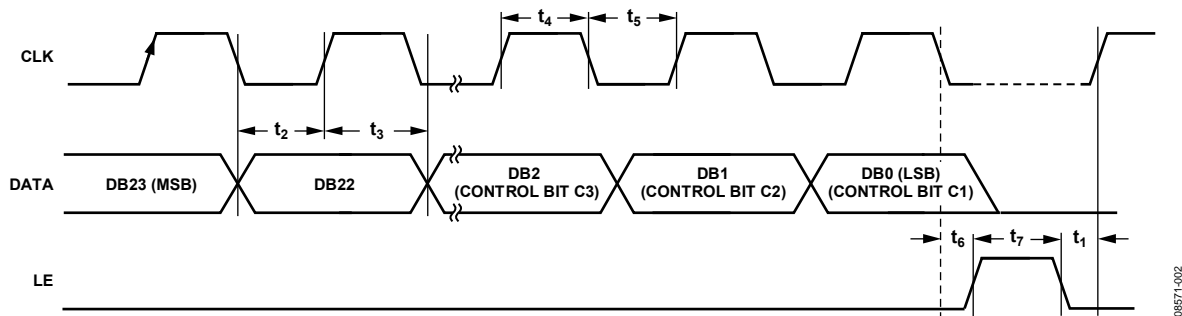 t4 t5
CLK
t2 t3
DATA
DB23 (MSB)
DB22
DB2
(CONTROL BIT C3)
DB1
(CONTROL BIT C2)
DB0 (LSB)
(CONTROL BIT C1)
t6 t7 t1
LE
08571-002